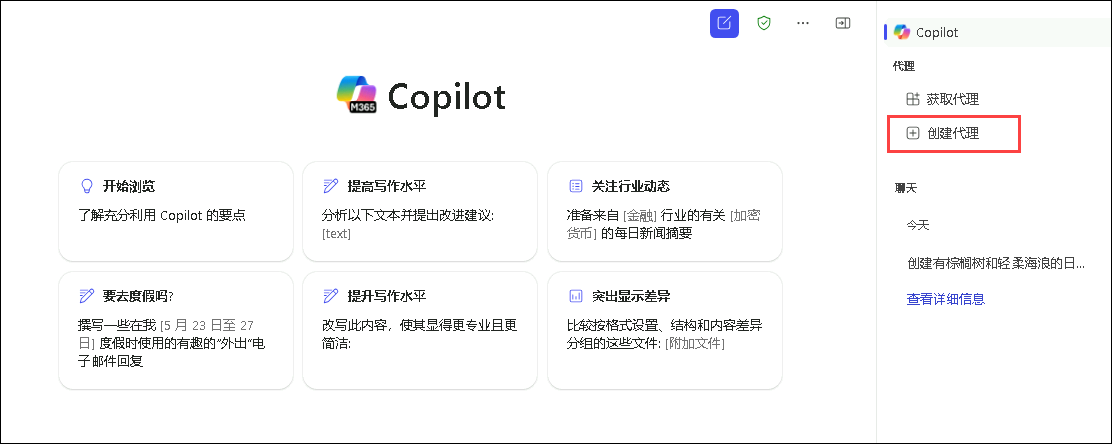 Copilot
M365
开始浏览
了解充分利用 Copilot 的要点
提高写作水平
分析以下文本并提出改进建议:
[text]
关注行业动态
准备来自 [金融] 行业的有关 [加密
货币] 的每日新闻摘要
要去度假吗?
撰写一些在我 [5 月 23 日至 27
日] 度假时使用的有趣的"外出"电
子邮件回复
提升写作水平
改写此内容，使其显得更专业且更
简洁:
突出显示差异
比较按格式设置、结构和内容差异
分组的这些文件: [附加文件]
Copilot
代理
获取代理
创建代理
聊天
今天
创建有棕榈树和轻柔海浪的日...
查看详细信息